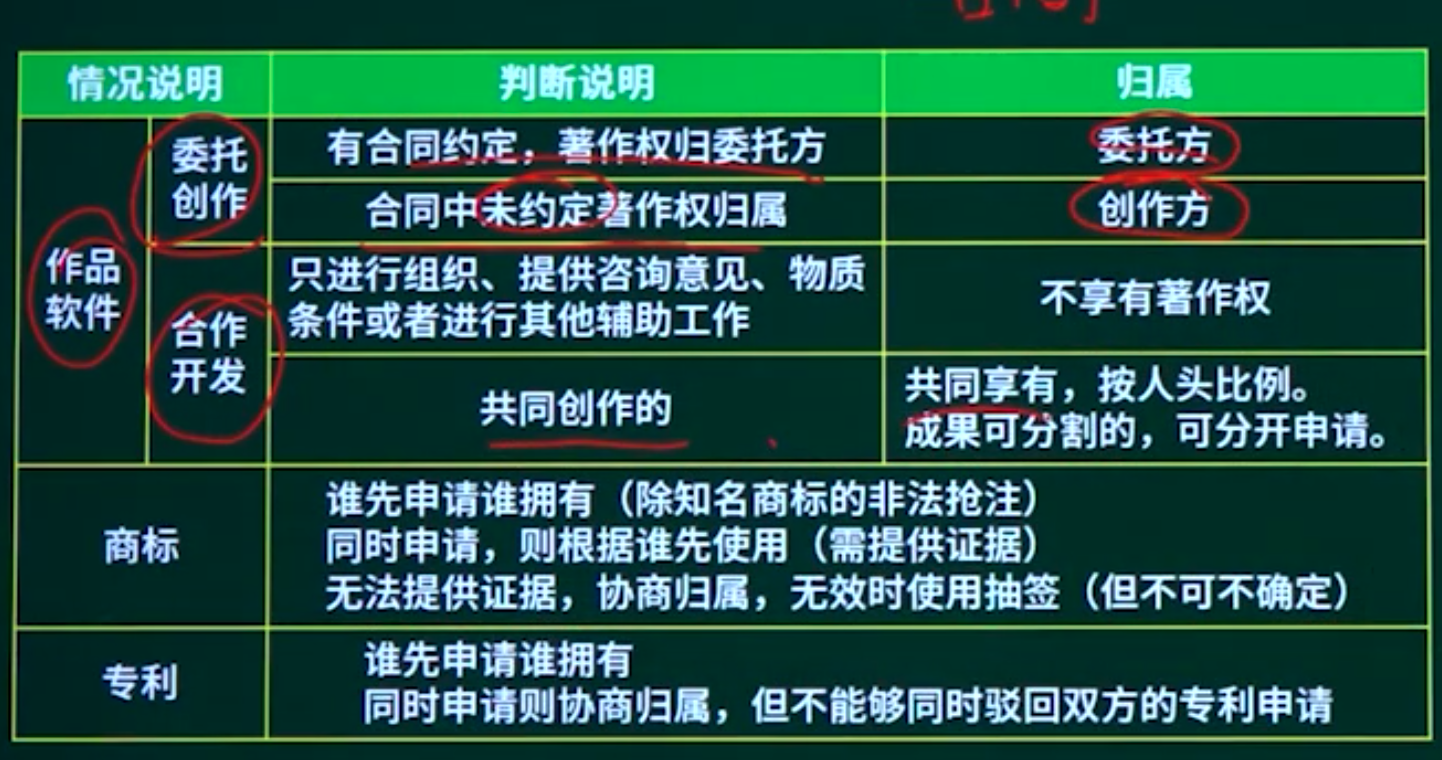 情况说明 判断说明 归属
作品
软件
委托
创作
有合同约定，著作权归委托方 委托方
合同中未约定著作权归属 创作方
合作
开发
只进行组织、提供咨询意见、物质
条件或者进行其他辅助工作
不享有著作权
共同创作的
共同享有，按人头比例。
成果可分割的，可分开申请。
商标
谁先申请谁拥有（除知名商标的非法抢注）
同时申请，则根据谁先使用（需提供证据）
无法提供证据，协商归属，无效时使用抽签（但不可不确定）
专利
谁先申请谁拥有
同时申请则协商归属，但不能够同时驳回双方的专利申请